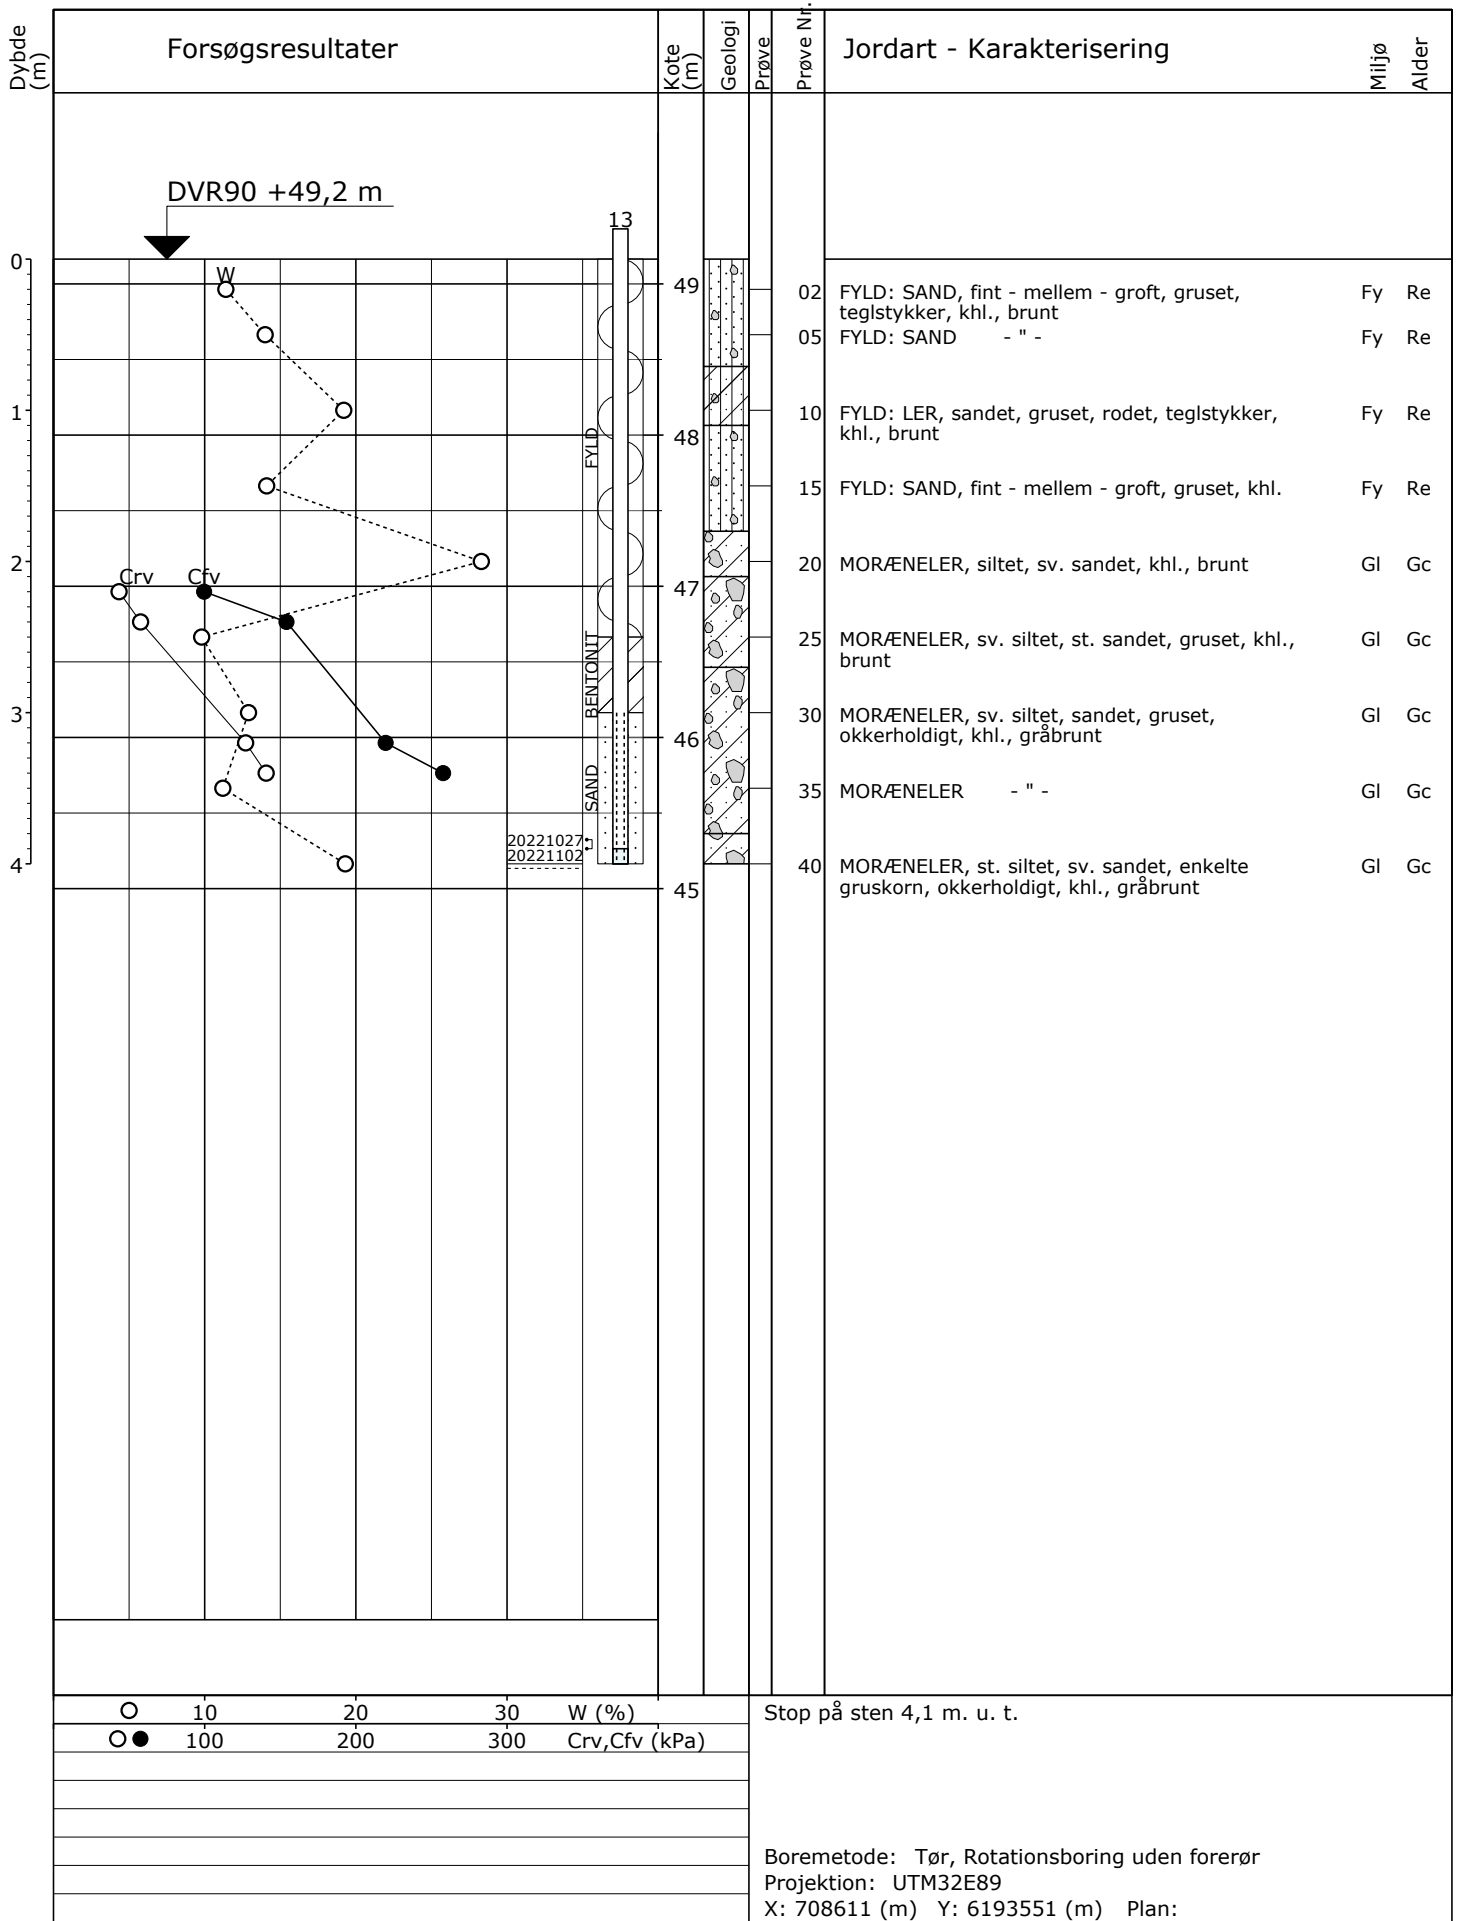 Dybde (m)
Forsøgsresultater
Kote (m)
Geologi
Prøve
Prøve Nr.
Jordart - Karakterisering
Miljø
Alder
DVR90 +49,2 m
13
0
W
49
02 FYLD: SAND, fint - mellem - groft, gruset, Fy Re
teglstykker, khl., brunt
05 FYLD: SAND - " - Fy Re
1
10 FYLD: LER, sandet, gruset, rodet, teglstykker, Fy Re
khl., brunt
48
FYLD
15 FYLD: SAND, fint - mellem - groft, gruset, khl. Fy Re
2
20 MORÆNELER, siltet, sv. sandet, khl., brunt Gl Gc
Crv Cfv
47
25 MORÆNELER, sv. siltet, st. sandet, gruset, khl., Gl Gc
brunt
BENTONIT
3
30 MORÆNELER, sv. siltet, sandet, gruset, Gl Gc
okkerholdigt, khl., gråbrunt
46
SAND
35 MORÆNELER - " - Gl Gc
20221027
20221102
4
40 MORÆNELER, st. siltet, sv. sandet, enkelte Gl Gc
gruskorn, okkerholdigt, khl., gråbrunt
45
10 20 30 W (%)
100 200 300 Crv,Cfv (kPa)
Stop på sten 4,1 m. u. t.
Boremetode: Tør, Rotationsboring uden forerør
Projektion: UTM32E89
X: 708611 (m) Y: 6193551 (m) Plan: